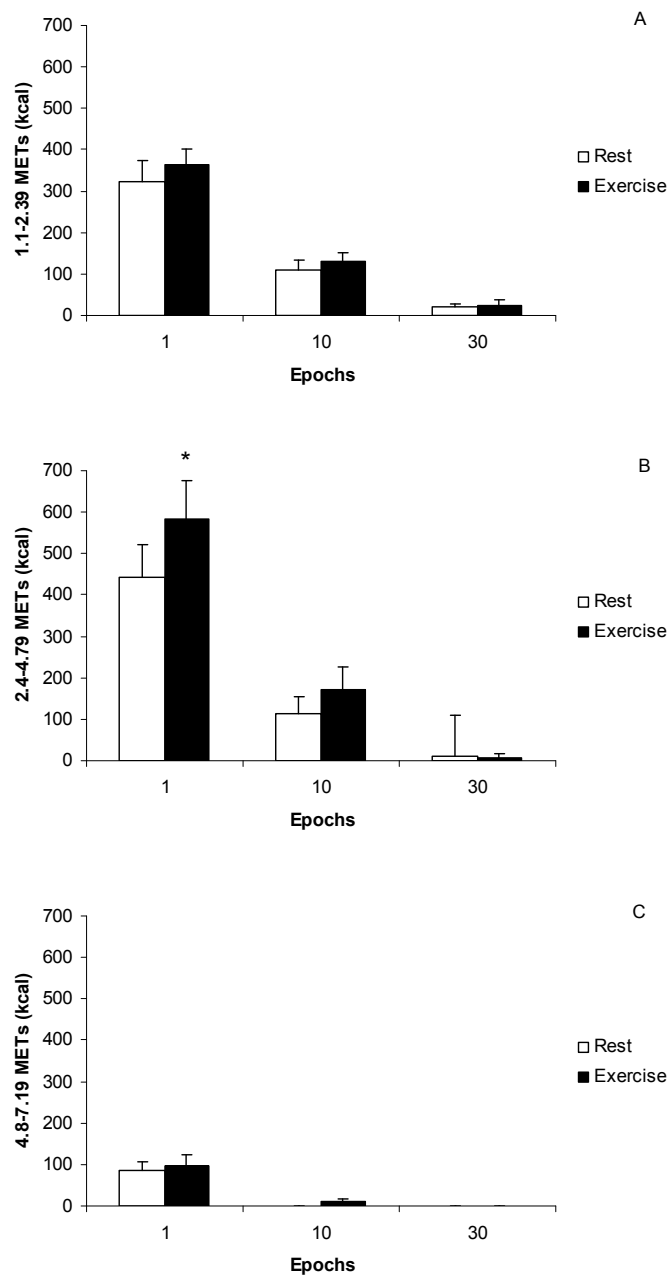 A
700
600
500
400
300
200
100
0
1.1-2.39 METs (kcal)
Rest
Exercise
1 10 30
Epochs
B
*
700
600
500
400
300
200
100
0
2.4-4.79 METs (kcal)
Rest
Exercise
1 10 30
Epochs
C
700
600
500
400
300
200
100
0
4.8-7.19 METs (kcal)
Rest
Exercise
1 10 30
Epochs